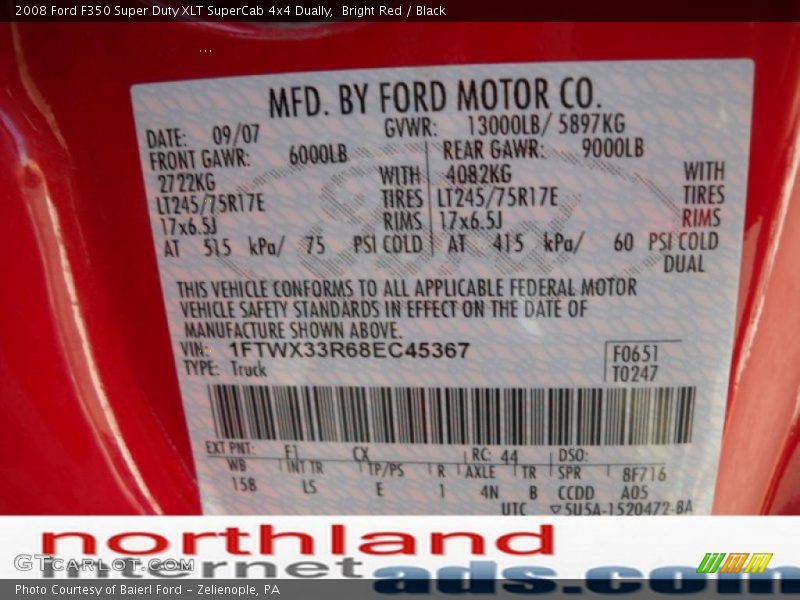 2008 Ford F350 Super Duty XLT SuperCab 4x4 Dually,  Bright Red / Black
...
MFD. BY FORD MOTOR CO.
DATE: 09/07 GVWR: 13000LB/ 5897KG
FRONT GAWR: 6000LB REAR GAWR: 9000LB
2722KG WITH 4082KG WITH
LT245/75R17E TIRES LT245/75R17E TIRES
17x6.5J RIMS 17x6.5J RIMS
AT 515 kPa/ 75 PSI COLD AT 415 kPa/ 60 PSI COLD
DUAL
THIS VEHICLE CONFORMS TO ALL APPLICABLE FEDERAL MOTOR
VEHICLE SAFETY STANDARDS IN EFFECT ON THE DATE OF
MANUFACTURE SHOWN ABOVE.
VIN: 1FTWX33R68EC45367 F0651
TYPE: Truck T0247
EXT PNT: F1 CX RC: 44 DSO:
WB INT TR TP/PS R AXLE TR SPR 8F716
158 LS E 1 4N B CCDD A05
UTC ▽5U5A-1520472-BA
northland
internet ads.com
GTCARLOT.COM
Photo Courtesy of Baierl Ford - Zelienople, PA